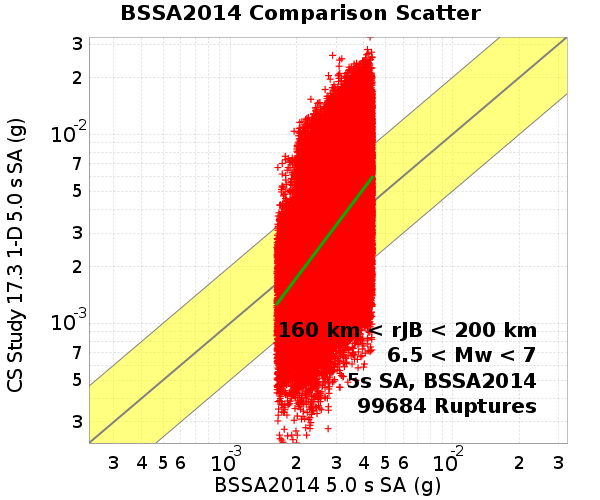 BSSA2014 Comparison Scatter
CS Study 17.3 1-D 5.0 s SA (g)
3
2
10-2
7
5
3
2
10-3
7
5
3
160 km < rJB < 200 km
6.5 < Mw < 7
5s SA, BSSA2014
99684 Ruptures
3 4 5 6 10-3 2 3 4 5 6 10-2 2 3
BSSA2014 5.0 s SA (g)